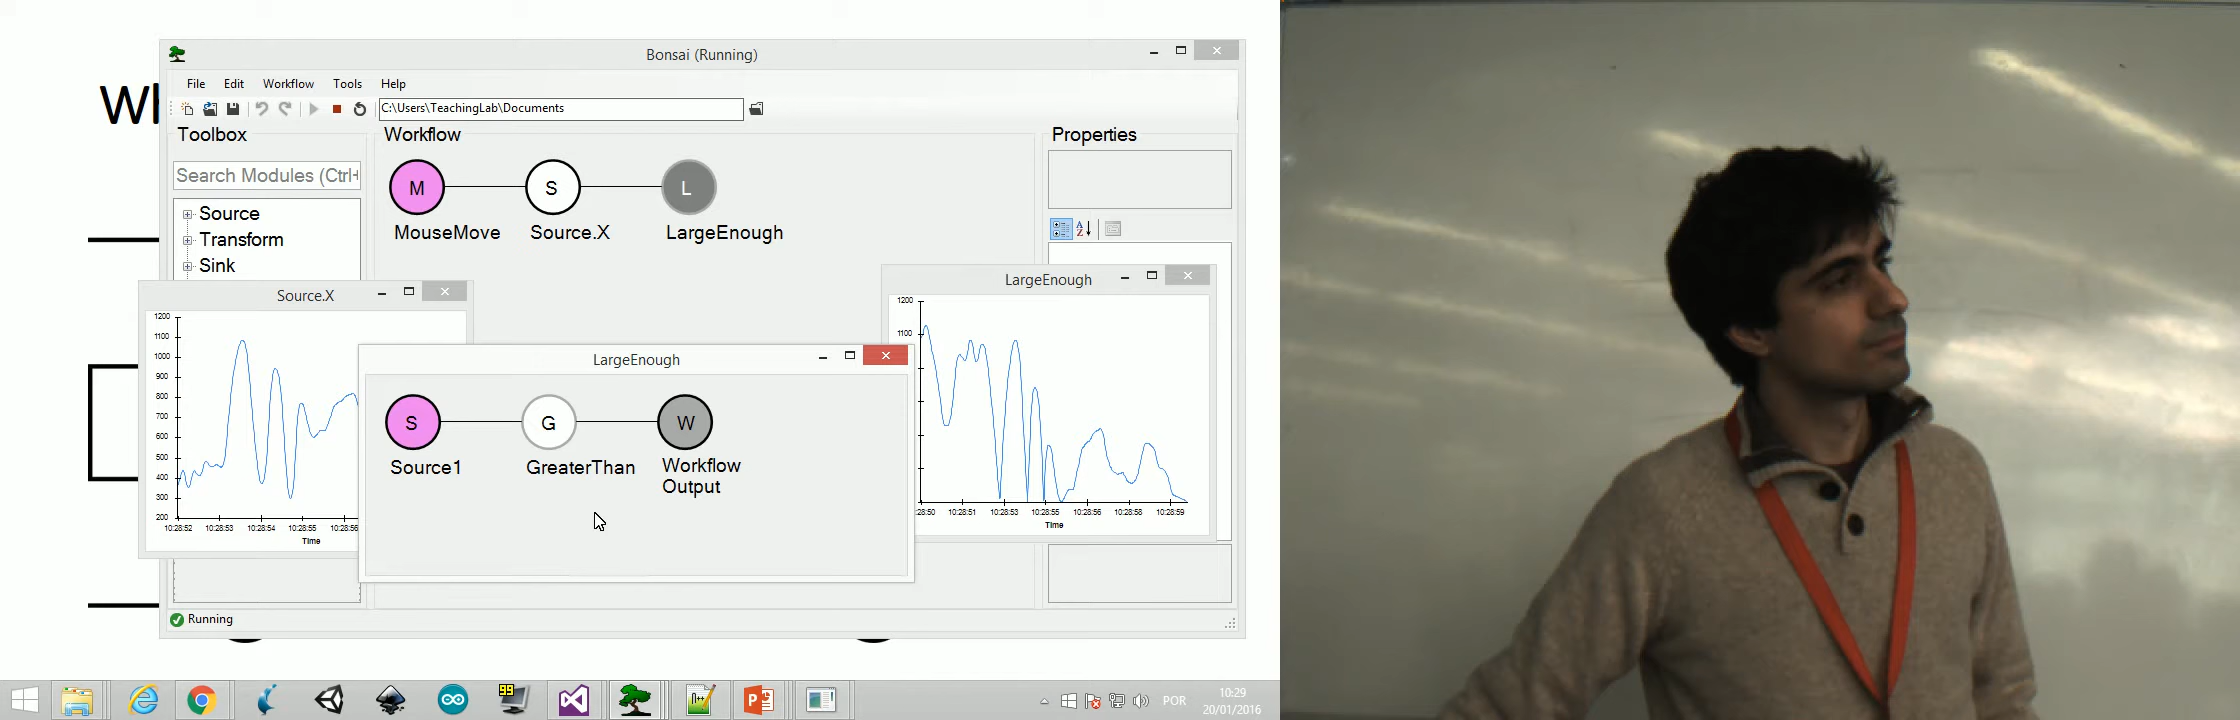 Wh
Bonsai (Running)
File Edit Workflow Tools Help
C:\Users\TeachingLab\Documents
Toolbox
Workflow
Properties
Search Modules (Ctrl+
M
S
L
MouseMove
Source.X
LargeEnough
Source
Transform
Sink
Source.X
1200
1100
1000
900
800
700
600
500
400
300
200
10:28:52 10:28:53 10:28:54 10:28:55 10:28:56
Time
LargeEnough
S
G
W
Source1
GreaterThan
Workflow
Output
LargeEnough
1200
1100
:28:50 10:28:51 10:28:53 10:28:55 10:28:56 10:28:58 10:28:59
Time
Running
99
POR
10:29
20/01/2016